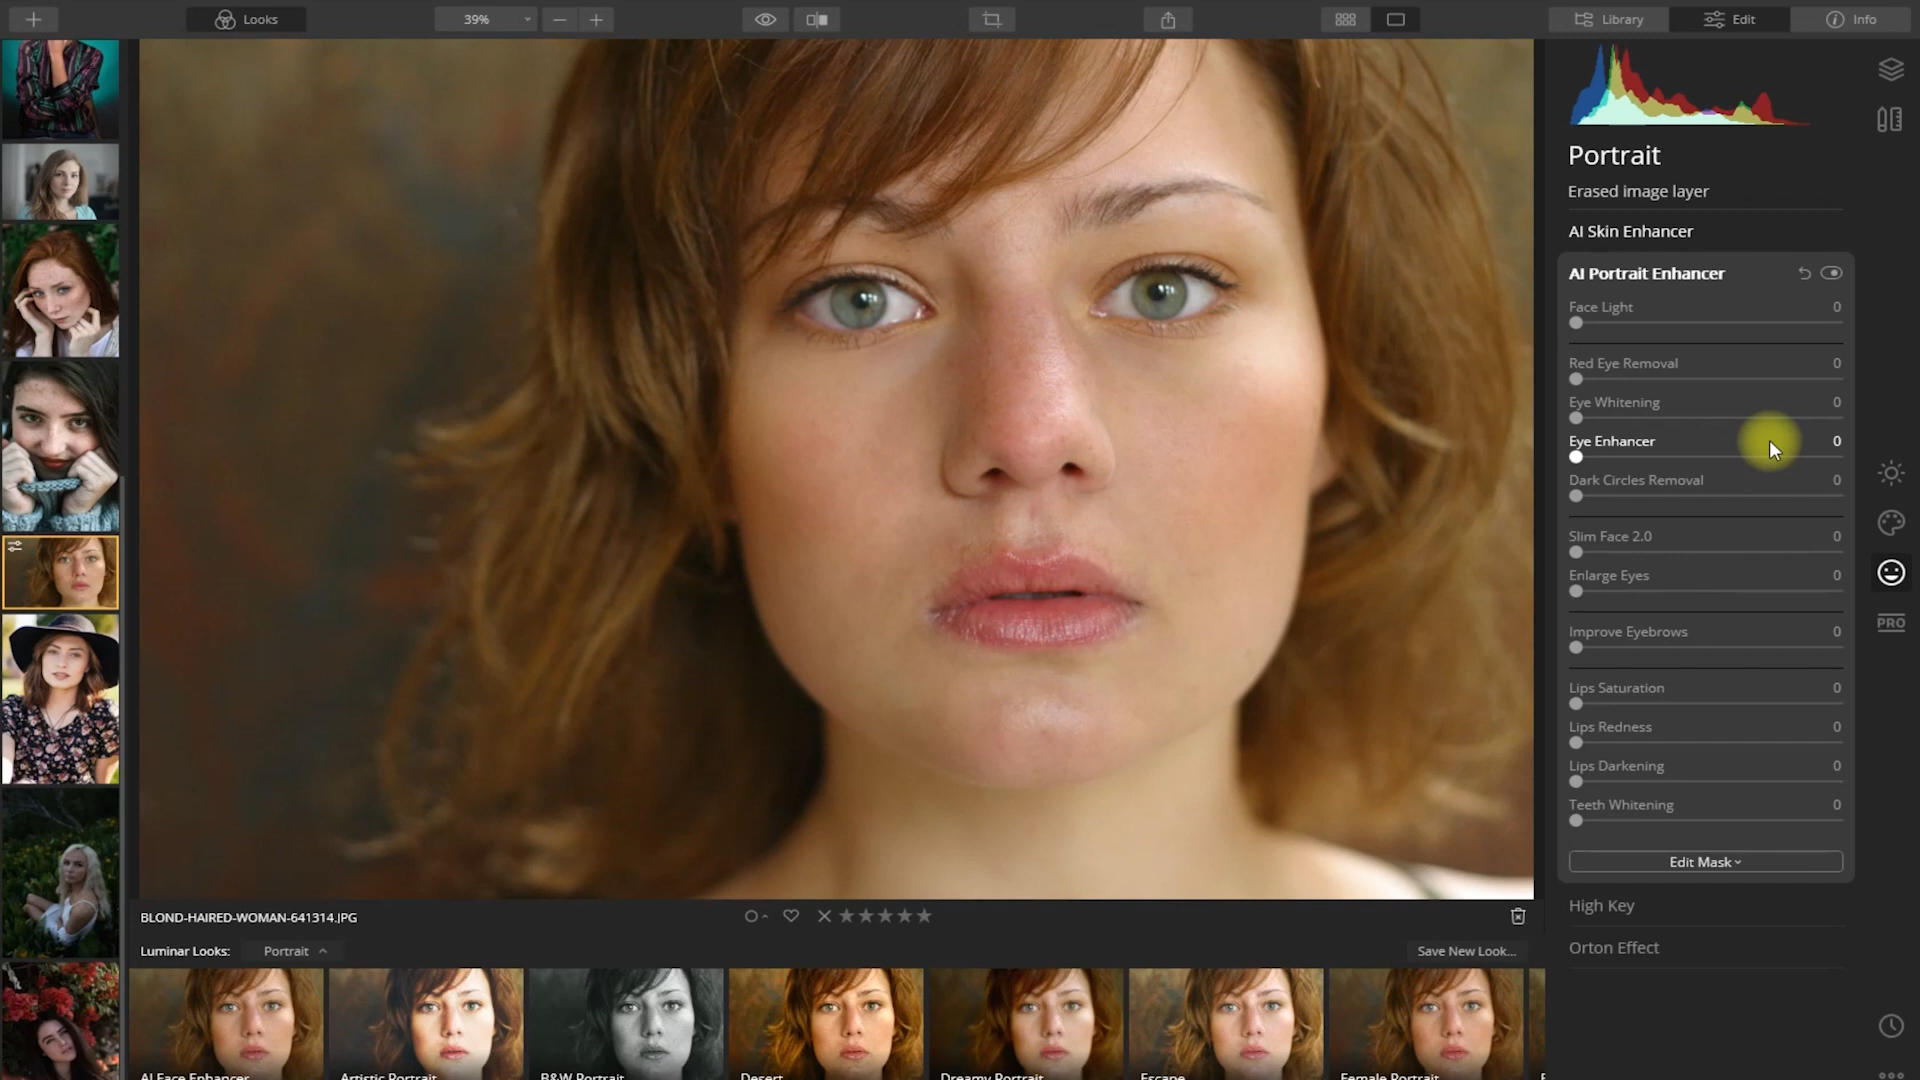 Looks
39%
Library
Edit
Info
Portrait
Erased image layer
AI Skin Enhancer
AI Portrait Enhancer
Face Light 0
Red Eye Removal 0
Eye Whitening 0
Eye Enhancer 0
Dark Circles Removal 0
Slim Face 2.0 0
Enlarge Eyes 0
Improve Eyebrows 0
Lips Saturation 0
Lips Redness 0
Lips Darkening 0
Teeth Whitening 0
Edit Mask
High Key
Orton Effect
PRO
BLOND-HAIRED-WOMAN-641314.JPG
Luminar Looks: Portrait
Save New Look...
AI Face Enhancer
Artistic Portrait
B&W Portrait
Desert
Dreamy Portrait
Escape
Female Portrait